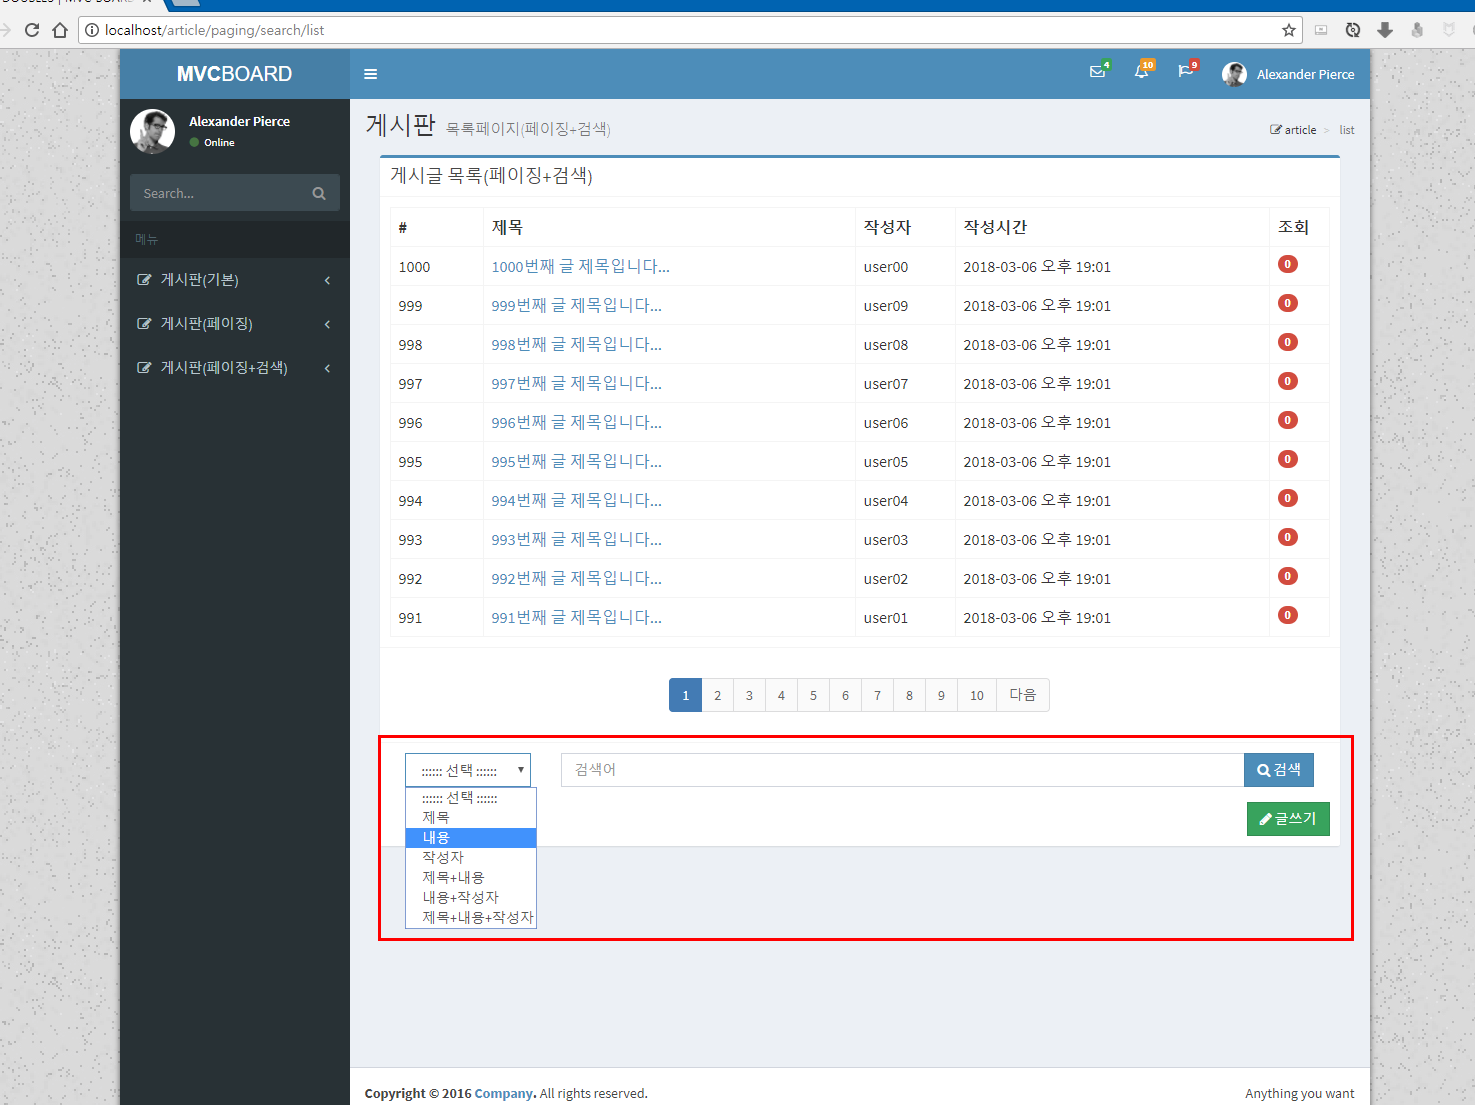 localhost/article/paging/search/list
MVCBOARD
4
10
9
Alexander Pierce
Alexander Pierce
Online
Search...
메뉴
게시판(기본)
게시판(페이징)
게시판(페이징+검색)
게시판 목록페이지(페이징+검색)
article > list
게시글 목록(페이징+검색)
# 제목 작성자 작성시간 조회
1000 1000번째 글 제목입니다... user00 2018-03-06 오후 19:01 0
999 999번째 글 제목입니다... user09 2018-03-06 오후 19:01 0
998 998번째 글 제목입니다... user08 2018-03-06 오후 19:01 0
997 997번째 글 제목입니다... user07 2018-03-06 오후 19:01 0
996 996번째 글 제목입니다... user06 2018-03-06 오후 19:01 0
995 995번째 글 제목입니다... user05 2018-03-06 오후 19:01 0
994 994번째 글 제목입니다... user04 2018-03-06 오후 19:01 0
993 993번째 글 제목입니다... user03 2018-03-06 오후 19:01 0
992 992번째 글 제목입니다... user02 2018-03-06 오후 19:01 0
991 991번째 글 제목입니다... user01 2018-03-06 오후 19:01 0
1 2 3 4 5 6 7 8 9 10 다음
:::::: 선택 :::::: 검색어 검색
:::::: 선택 ::::::
제목
내용
작성자
제목+내용
내용+작성자
제목+내용+작성자
글쓰기
Copyright © 2016 Company. All rights reserved.
Anything you want